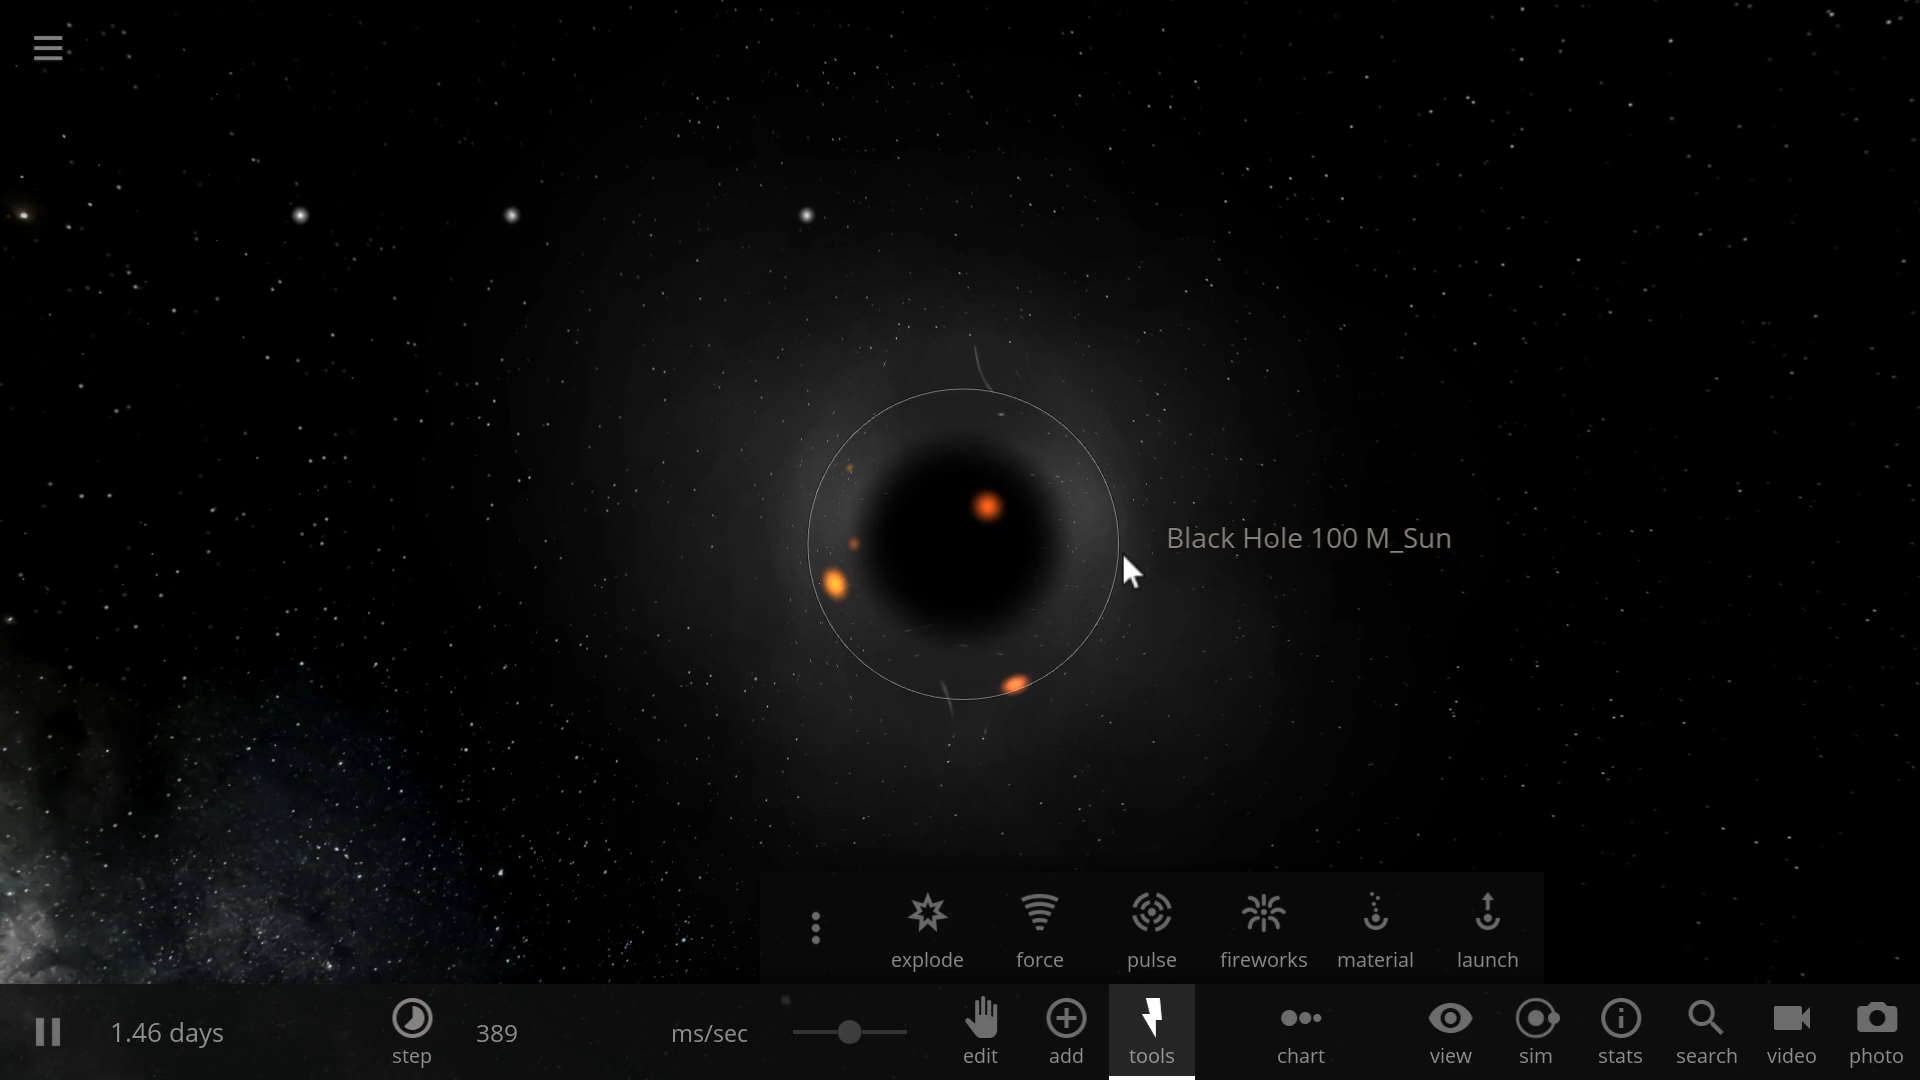 Black Hole 100 M_Sun
explode force pulse fireworks material launch
1.46 days step 389 ms/sec edit add tools chart view sim stats search video photo